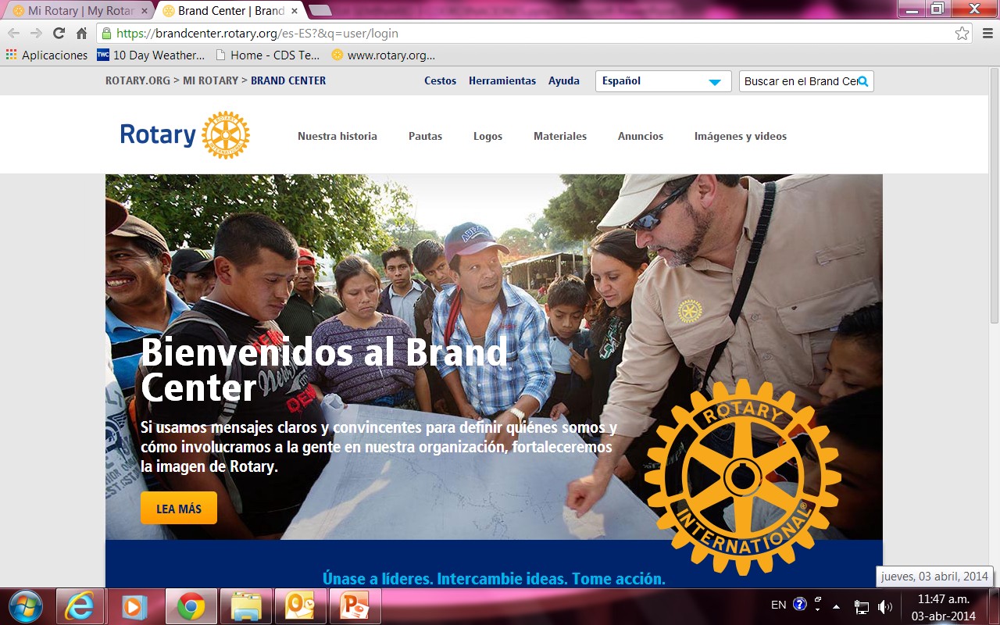 Mi Rotary | My Rotar
Brand Center | Brand
https://brandcenter.rotary.org/es-ES?&q=user/login
Aplicaciones
10 Day Weather...
Home - CDS Te...
www.rotary.org...
ROTARY.ORG > MI ROTARY > BRAND CENTER
Cestos
Herramientas
Ayuda
Español
Buscar en el Brand Cen
Rotary
ROTARY
INTERNATIONAL
Nuestra historia
Pautas
Logos
Materiales
Anuncios
Imágenes y videos
Bienvenidos al Brand
Center
Si usamos mensajes claros y convincentes para definir quiénes somos y
cómo involucramos a la gente en nuestra organización, fortaleceremos
la imagen de Rotary.
LEA MÁS
ROTARY
INTERNATIONAL®
Únase a líderes. Intercambie ideas. Tome acción.
jueves, 03 abril, 2014
EN
11:47 a.m.
03-abr-2014